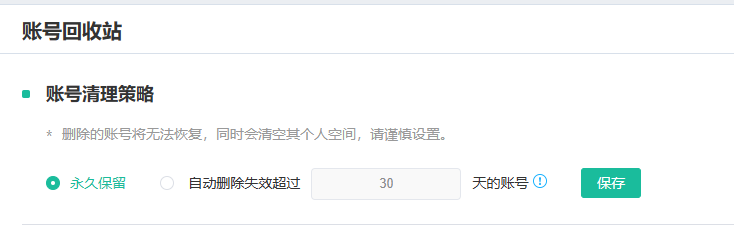 账号回收站
账号清理策略
* 删除的账号将无法恢复，同时会清空其个人空间，请谨慎设置。
永久保留 自动删除失效超过 30 天的账号 保存